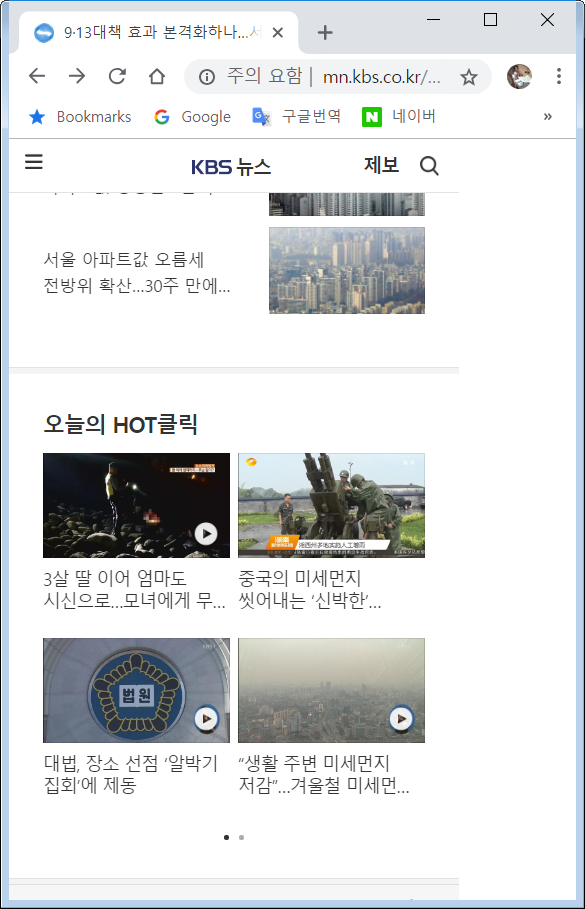 9·13대책 효과 본격화하나...서
주의 요함 | mn.kbs.co.kr/...
Bookmarks Google 구글번역 네이버 »
KBS 뉴스 제보
서울 아파트값 오름세
전방위 확산...30주 만에...
오늘의 HOT클릭
3살 딸 이어 엄마도
시신으로...모녀에게 무...
중국의 미세먼지
씻어내는 ‘신박한’...
법원
대법, 장소 선점 ‘알박기
집회’에 제동
“생활 주변 미세먼지
저감”...겨울철 미세먼...